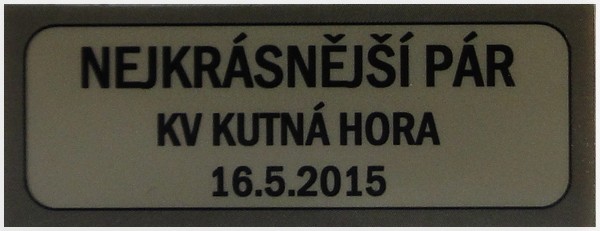 NEJKRÁSNĚJŠÍ PÁR
KV KUTNÁ HORA
16.5.2015